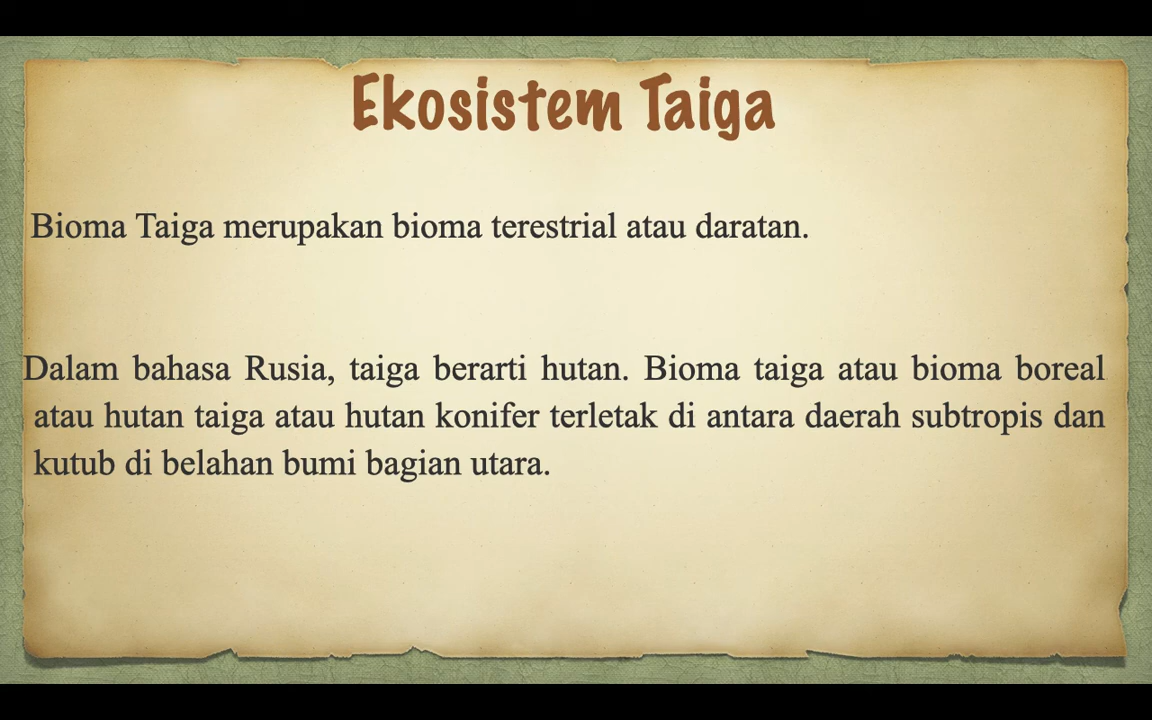 Ekosistem Taiga
Bioma Taiga merupakan bioma terestrial atau daratan.
Dalam bahasa Rusia, taiga berarti hutan. Bioma taiga atau bioma boreal
atau hutan taiga atau hutan konifer terletak di antara daerah subtropis dan
kutub di belahan bumi bagian utara.